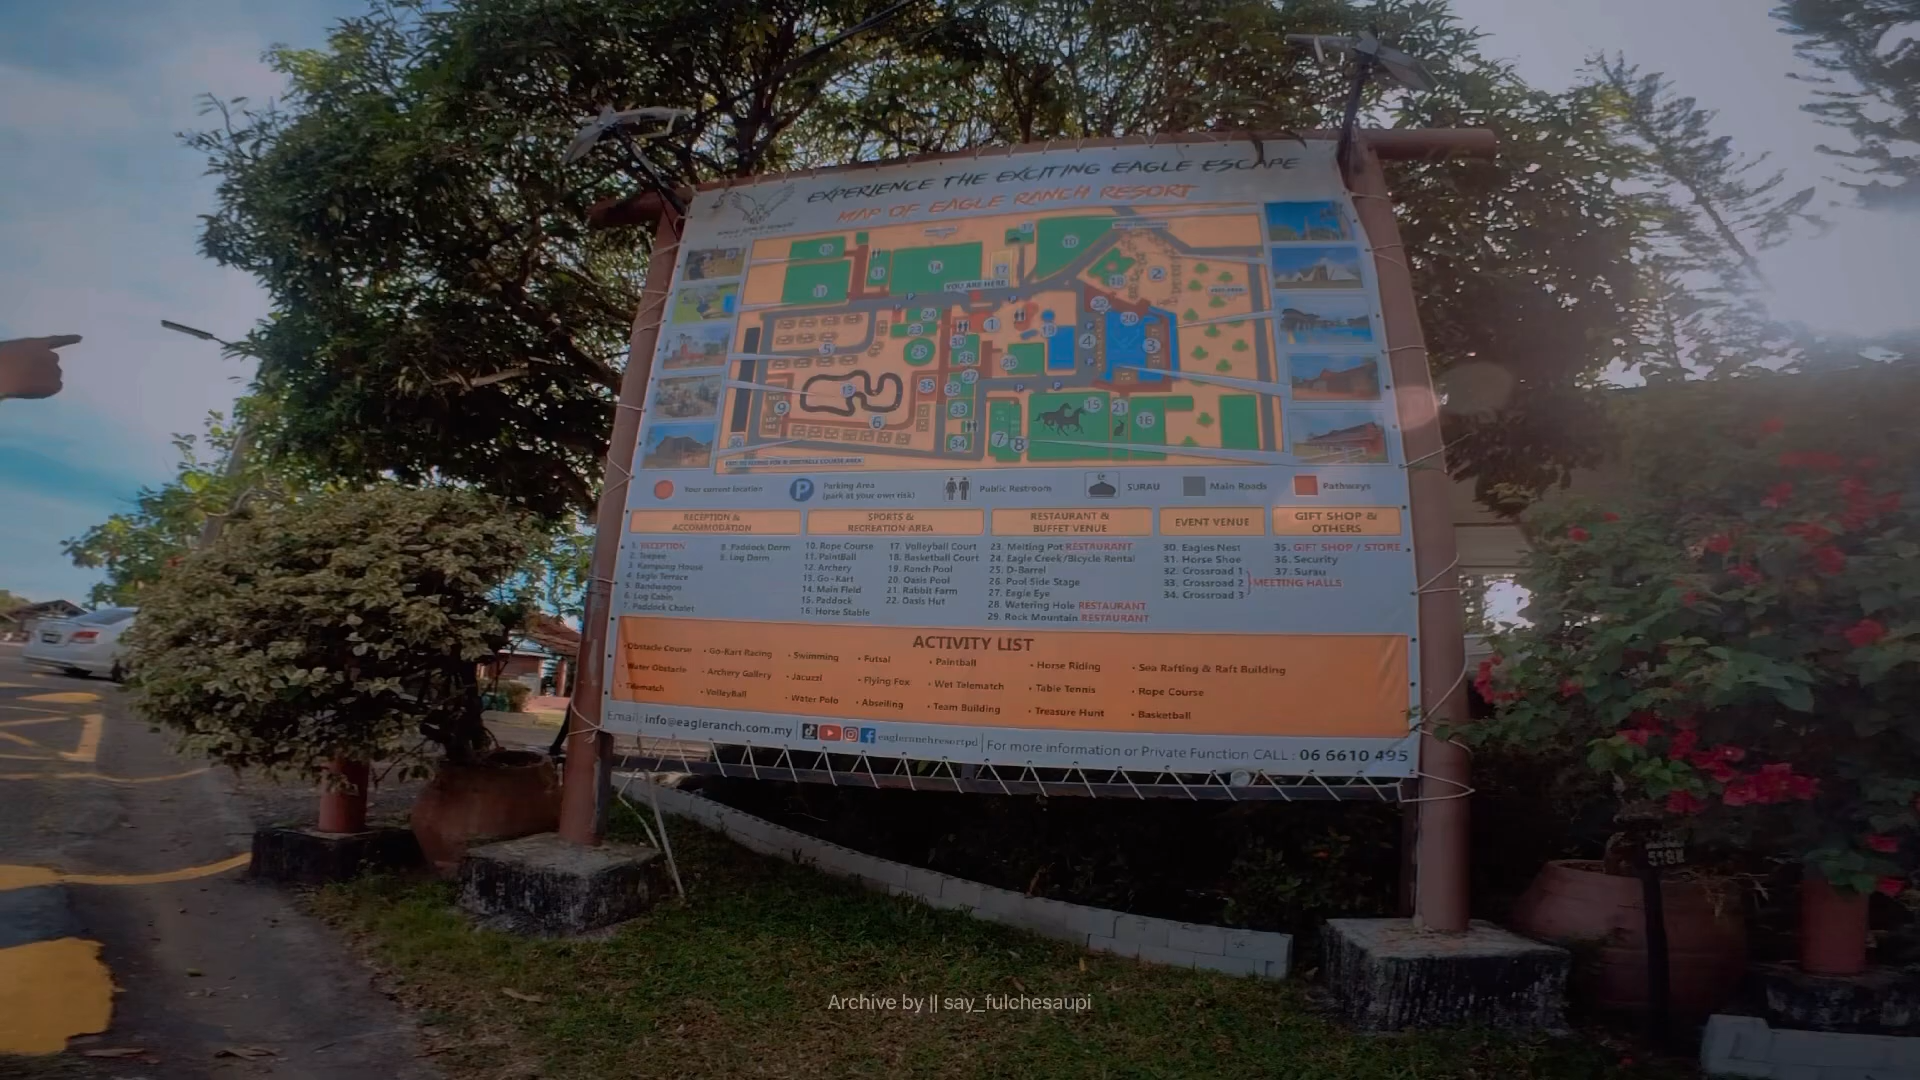 EXPERIENCE THE EXCITING EAGLE ESCAPE
MAP OF EAGLE RANCH RESORT
YOU ARE HERE
Your current location
Parking Area
(park at your own risk)
Public Restroom
SURAU
Main Roads
Pathways
RECEPTION &
ACCOMMODATION
1. RECEPTION
2. Teepee
3. Kampung House
4. Eagle Terrace
5. Bandwagon
6. Log Cabin
7. Paddock Chalet
8. Paddock Dorm
9. Log Dorm
SPORTS &
RECREATION AREA
10. Rope Course
11. PaintBall
12. Archery
13. Go-Kart
14. Main Field
15. Paddock
16. Horse Stable
17. Volleyball Court
18. Basketball Court
19. Ranch Pool
20. Oasis Pool
21. Rabbit Farm
22. Oasis Hut
RESTAURANT &
BUFFET VENUE
23. Melting Pot RESTAURANT
24. Eagle Creek/Bicycle Rental
25. D-Barrel
26. Pool Side Stage
27. Eagle Eye
28. Watering Hole RESTAURANT
29. Rock Mountain RESTAURANT
EVENT VENUE
30. Eagles Nest
31. Horse Shoe
32. Crossroad 1
33. Crossroad 2
34. Crossroad 3
MEETING HALLS
GIFT SHOP &
OTHERS
35. GIFT SHOP / STORE
36. Security
37. Surau
ACTIVITY LIST
• Obstacle Course
• Water Obstacle
• Telematch
• Go-Kart Racing
• Archery Gallery
• VolleyBall
• Swimming
• Jacuzzi
• Water Polo
• Futsal
• Flying Fox
• Abseiling
• Paintball
• Wet Telematch
• Team Building
• Horse Riding
• Table Tennis
• Treasure Hunt
• Sea Rafting & Raft Building
• Rope Course
• Basketball
Email: info@eagleranch.com.my
eagleranchresortpd
For more information or Private Function CALL : 06 6610 495
Archive by || say_fulchesaupi